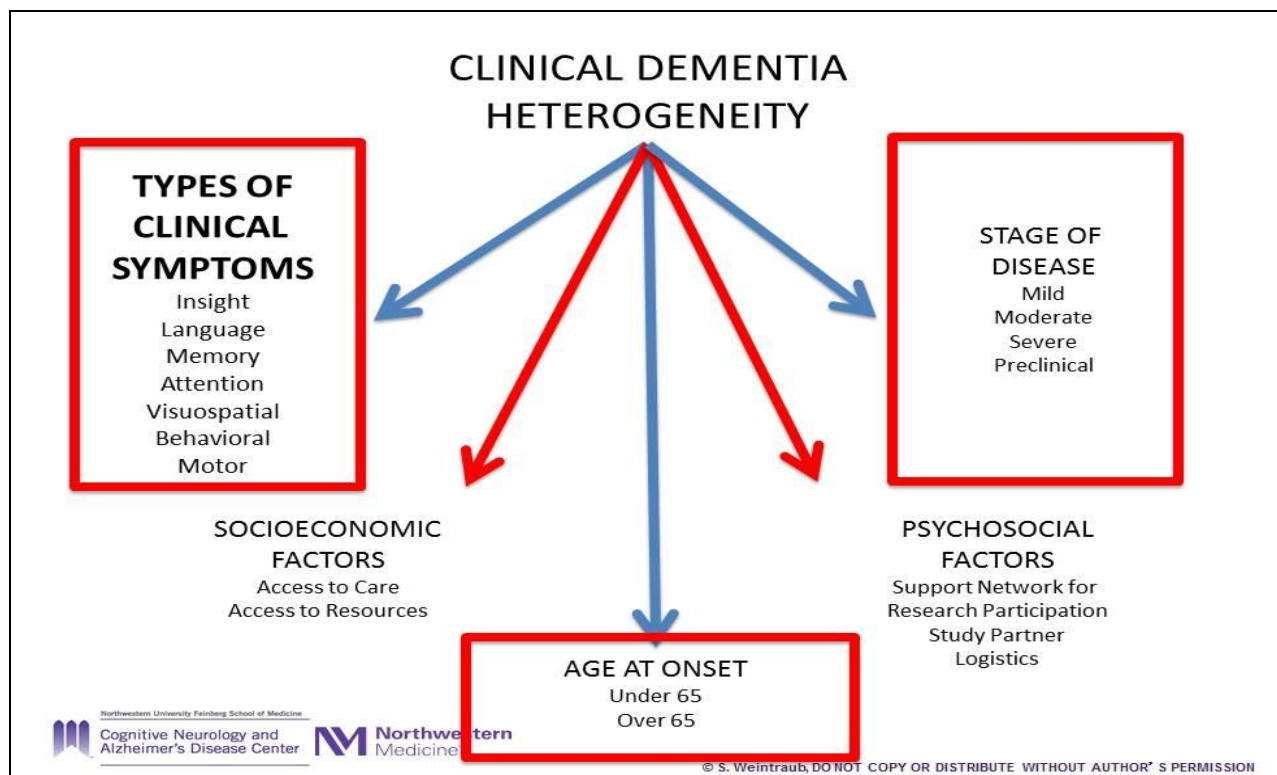 CLINICAL DEMENTIA
HETEROGENEITY
TYPES OF
CLINICAL
SYMPTOMS
Insight
Language
Memory
Attention
Visuospatial
Behavioral
Motor
STAGE OF
DISEASE
Mild
Moderate
Severe
Preclinical
SOCIOECONOMIC
FACTORS
Access to Care
Access to Resources
PSYCHOSOCIAL
FACTORS
Support Network for
Research Participation
Study Partner
Logistics
AGE AT ONSET
Under 65
Over 65
Northwestern University Feinberg School of Medicine
Cognitive Neurology and
Alzheimer's Disease Center
NM
Northwestern
Medicine
© S. Weintraub, DO NOT COPY OR DISTRIBUTE WITHOUT AUTHOR' S PERMISSION